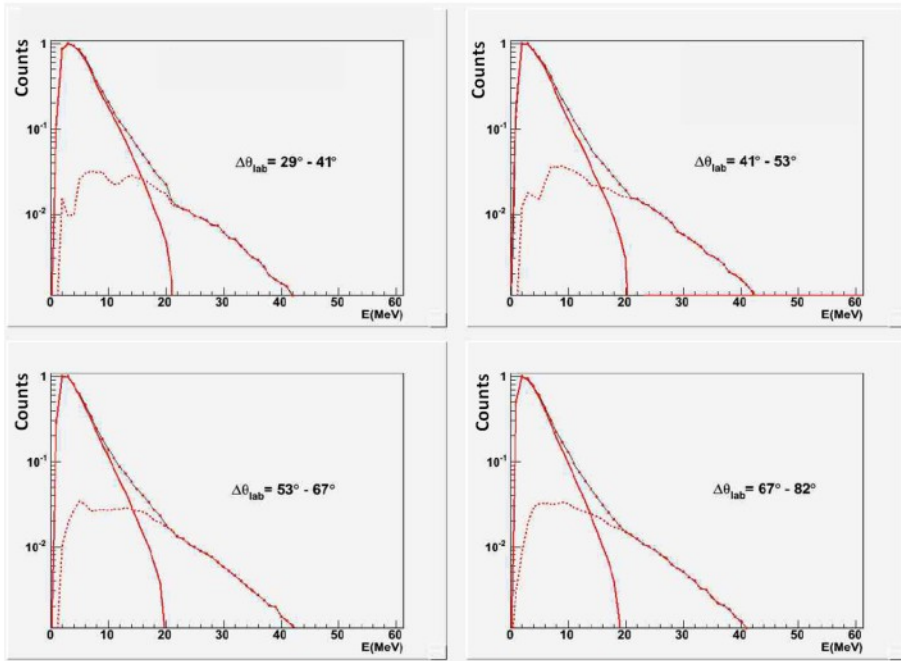 Counts
1
10⁻¹
10⁻²
Δθlab= 29° - 41°
0 10 20 30 40 50 60
E(MeV)
Counts
1
10⁻¹
10⁻²
Δθlab= 41° - 53°
0 10 20 30 40 50 60
E(MeV)
Counts
1
10⁻¹
10⁻²
Δθlab= 53° - 67°
0 10 20 30 40 50 60
E(MeV)
Counts
1
10⁻¹
10⁻²
Δθlab= 67° - 82°
0 10 20 30 40 50 60
E(MeV)